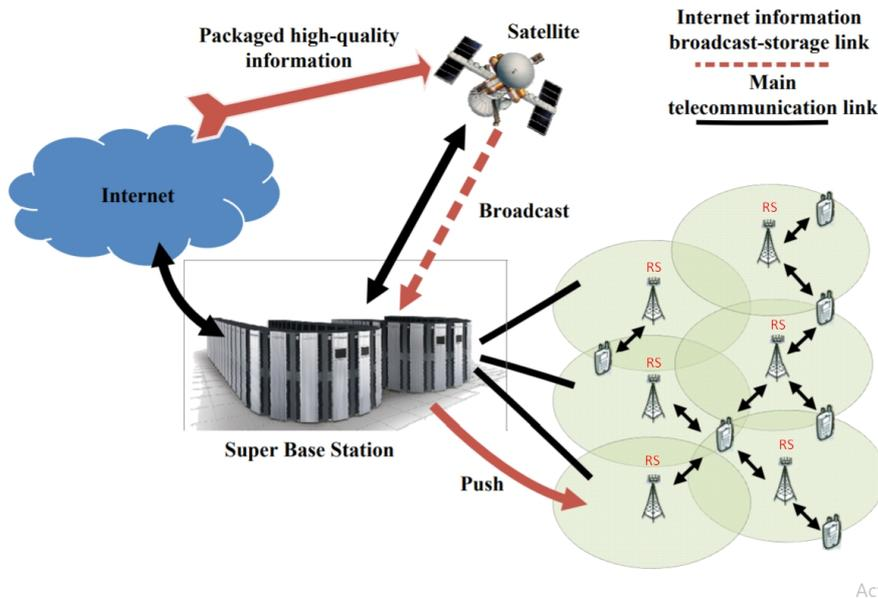 Packaged high-quality
information
Satellite
Internet information
broadcast-storage link
Main
telecommunication link
Internet
Broadcast
RS
RS
RS
RS
RS
RS
Super Base Station
Push
Ac